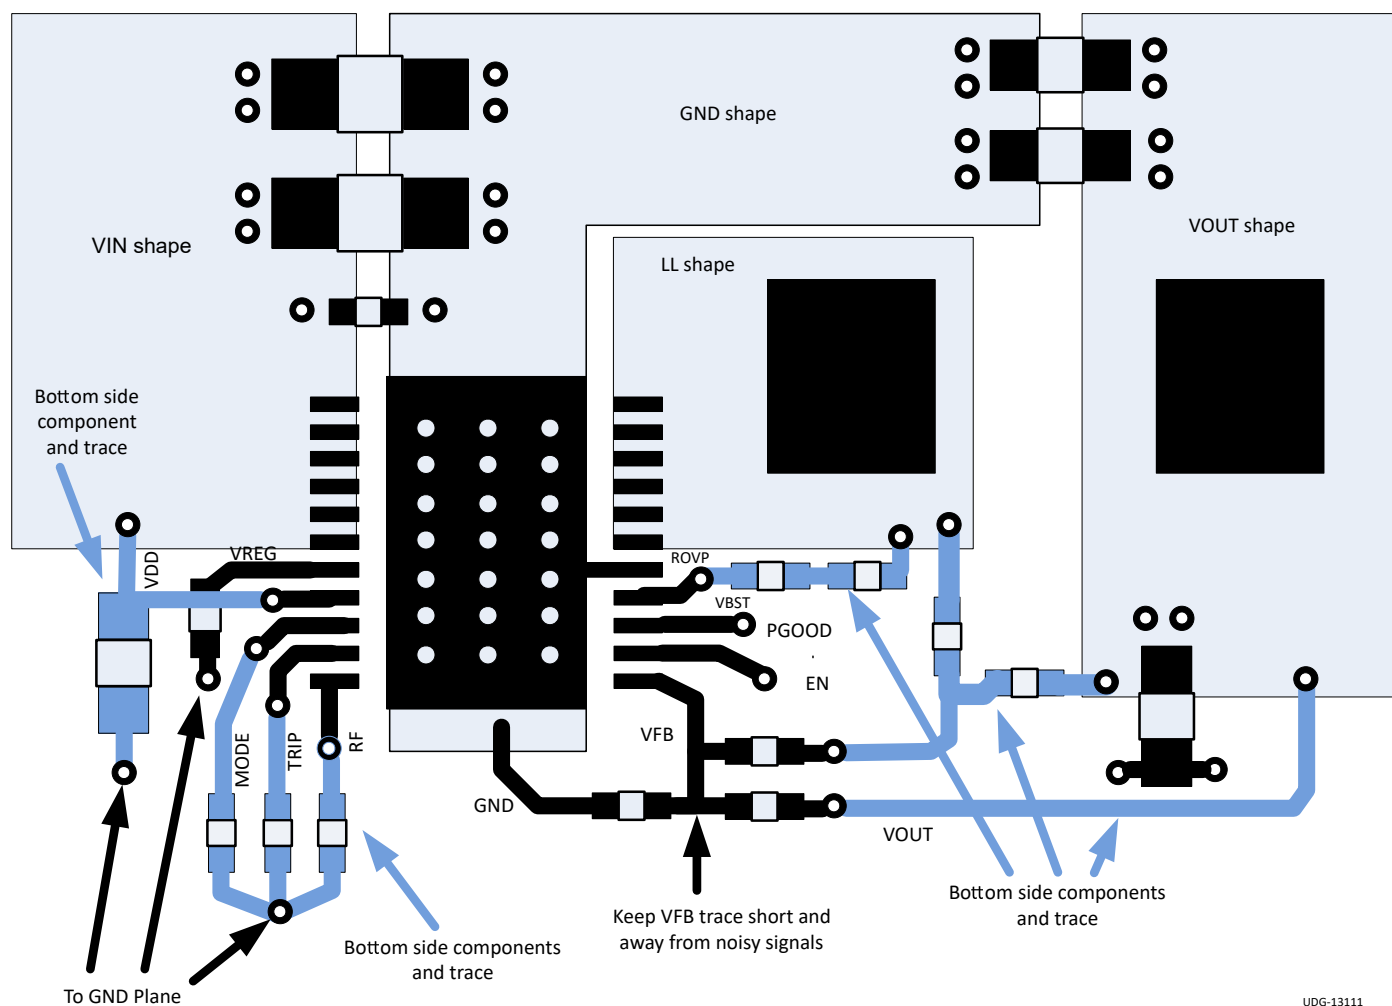 GND shape
VIN shape
VOUT shape
LL shape
Bottom side
component
and trace
VREG
VDD
ROVP
VBST
PGOOD
.
EN
VFB
MODE
TRIP
RF
GND
VOUT
Keep VFB trace short and
away from noisy signals
Bottom side components
and trace
Bottom side components
and trace
To GND Plane
UDG-13111